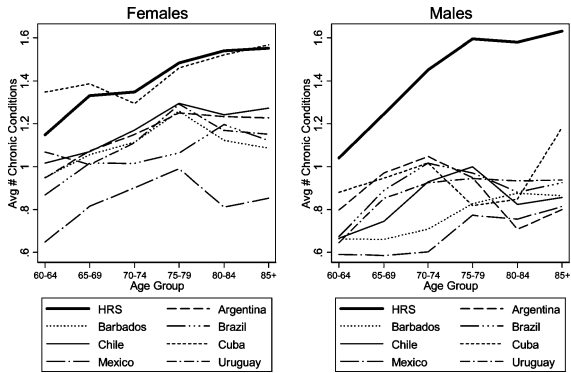 Females
Avg # Chronic Conditions
1.6
1.4
1.2
1
.8
.6
60-64 65-69 70-74 75-79 80-84 85+
Age Group
HRS Argentina
Barbados Brazil
Chile Cuba
Mexico Uruguay
Males
Avg # Chronic Conditions
1.6
1.4
1.2
1
.8
.6
60-64 65-69 70-74 75-79 80-84 85+
Age Group
HRS Argentina
Barbados Brazil
Chile Cuba
Mexico Uruguay